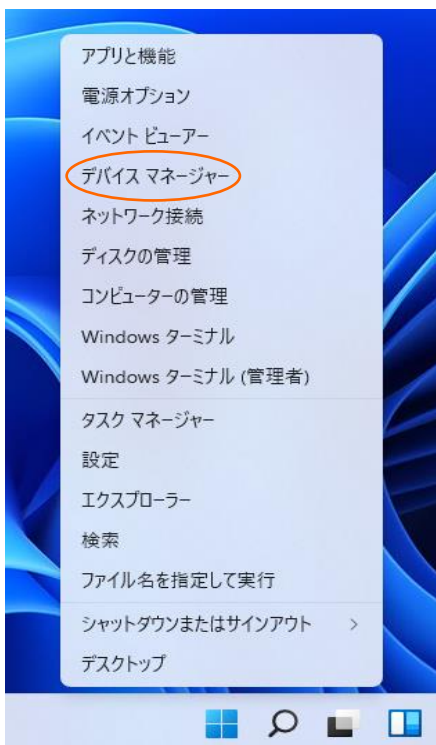 アプリと機能
電源オプション
イベント ビューアー
デバイス マネージャー
ネットワーク接続
ディスクの管理
コンピューターの管理
Windows ターミナル
Windows ターミナル (管理者)
タスク マネージャー
設定
エクスプローラー
検索
ファイル名を指定して実行
シャットダウンまたはサインアウト
デスクトップ